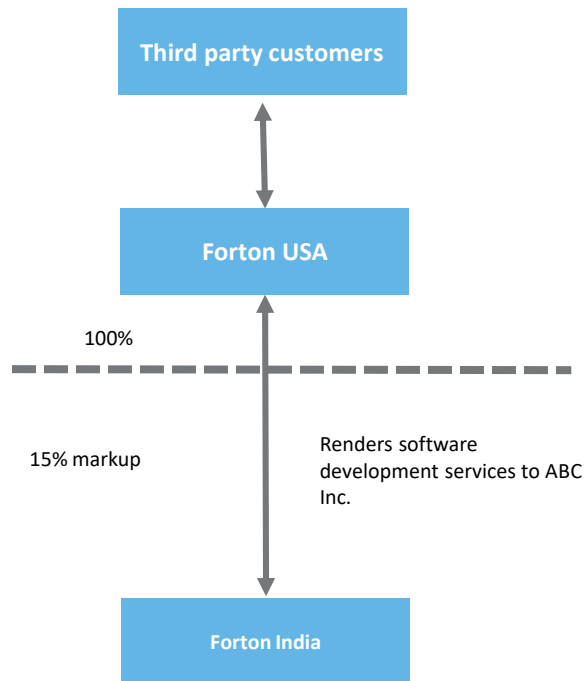 Third party customers
Forton USA
100%
15% markup
Renders software
development services to ABC
Inc.
Forton India